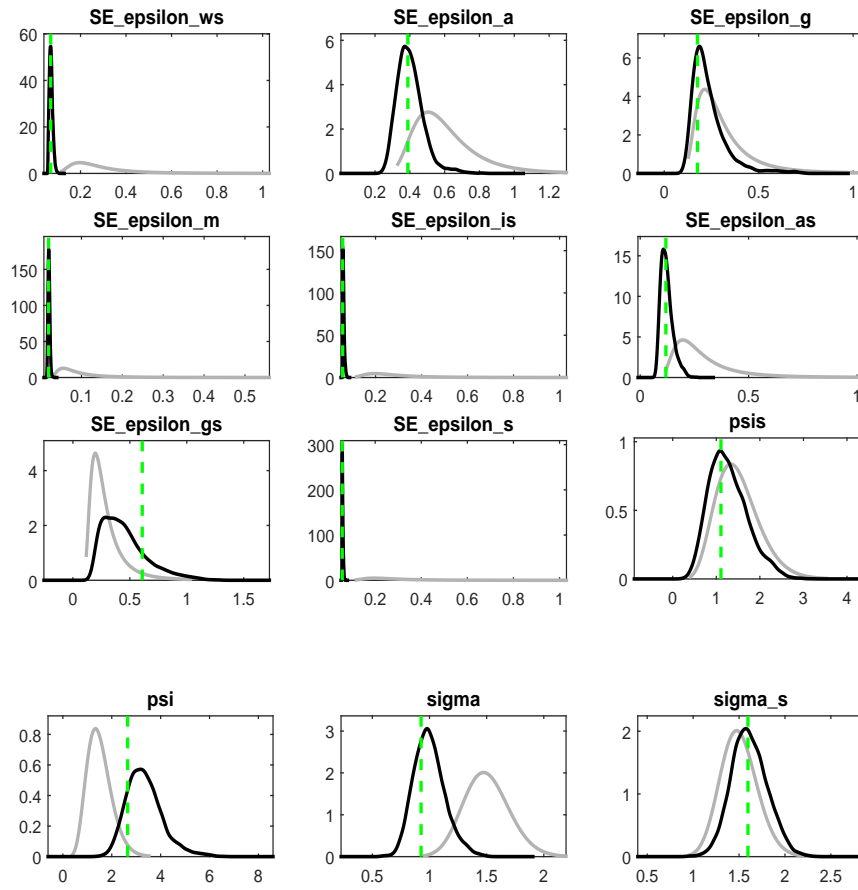 SE_epsilon_ws
60
40
20
0
0.2 0.4 0.6 0.8 1
SE_epsilon_a
6
4
2
0
0.2 0.4 0.6 0.8 1 1.2
SE_epsilon_g
6
4
2
0
0 0.5 1
SE_epsilon_m
150
100
50
0
0.1 0.2 0.3 0.4 0.5
SE_epsilon_is
150
100
50
0
0.2 0.4 0.6 0.8 1
SE_epsilon_as
15
10
5
0
0 0.5 1
SE_epsilon_gs
4
2
0
0 0.5 1 1.5
SE_epsilon_s
300
200
100
0
0.2 0.4 0.6 0.8 1
psis
1
0.5
0
0 1 2 3 4
psi
0.8
0.6
0.4
0.2
0
0 2 4 6 8
sigma
3
2
1
0
0.5 1 1.5 2
sigma_s
2
1
0
0.5 1 1.5 2 2.5